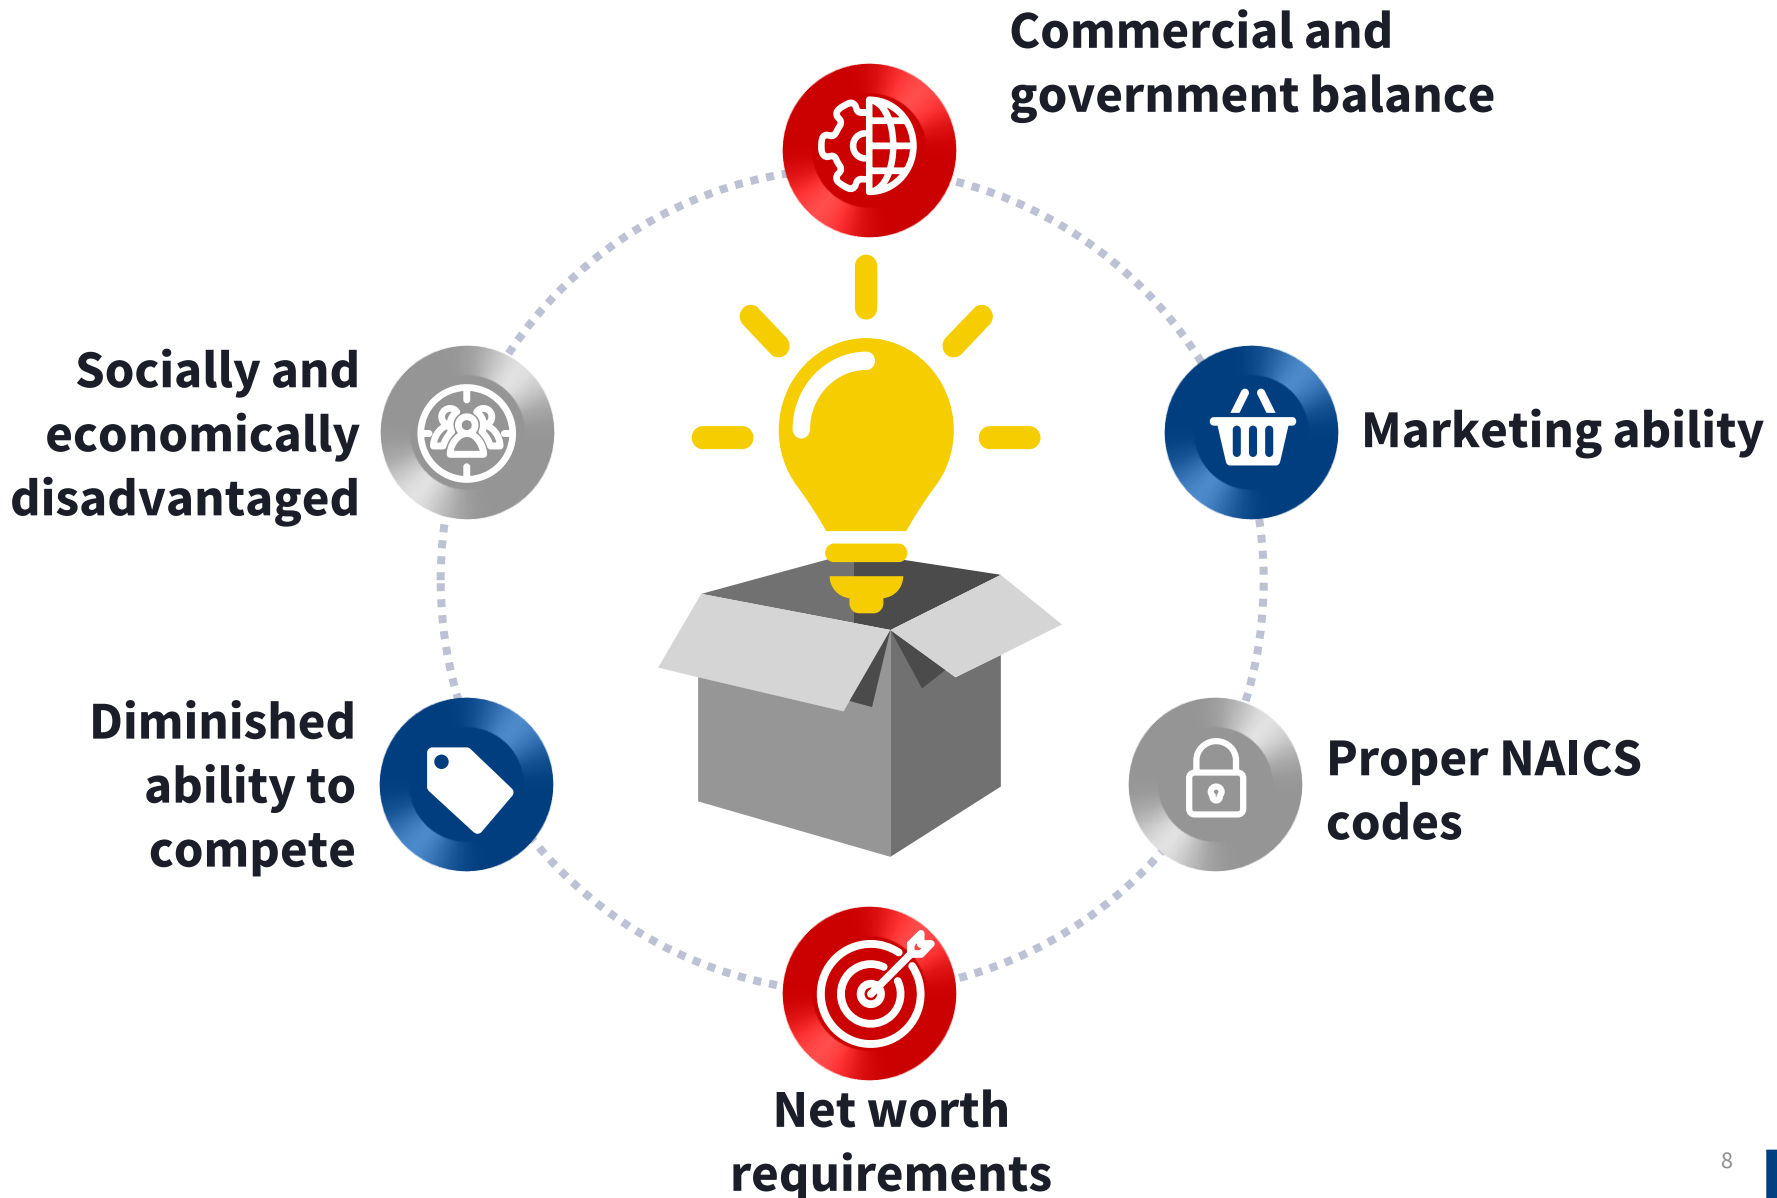 Commercial and
government balance
Socially and
economically
disadvantaged
Marketing ability
Diminished
ability to
compete
Proper NAICS
codes
Net worth
requirements
8